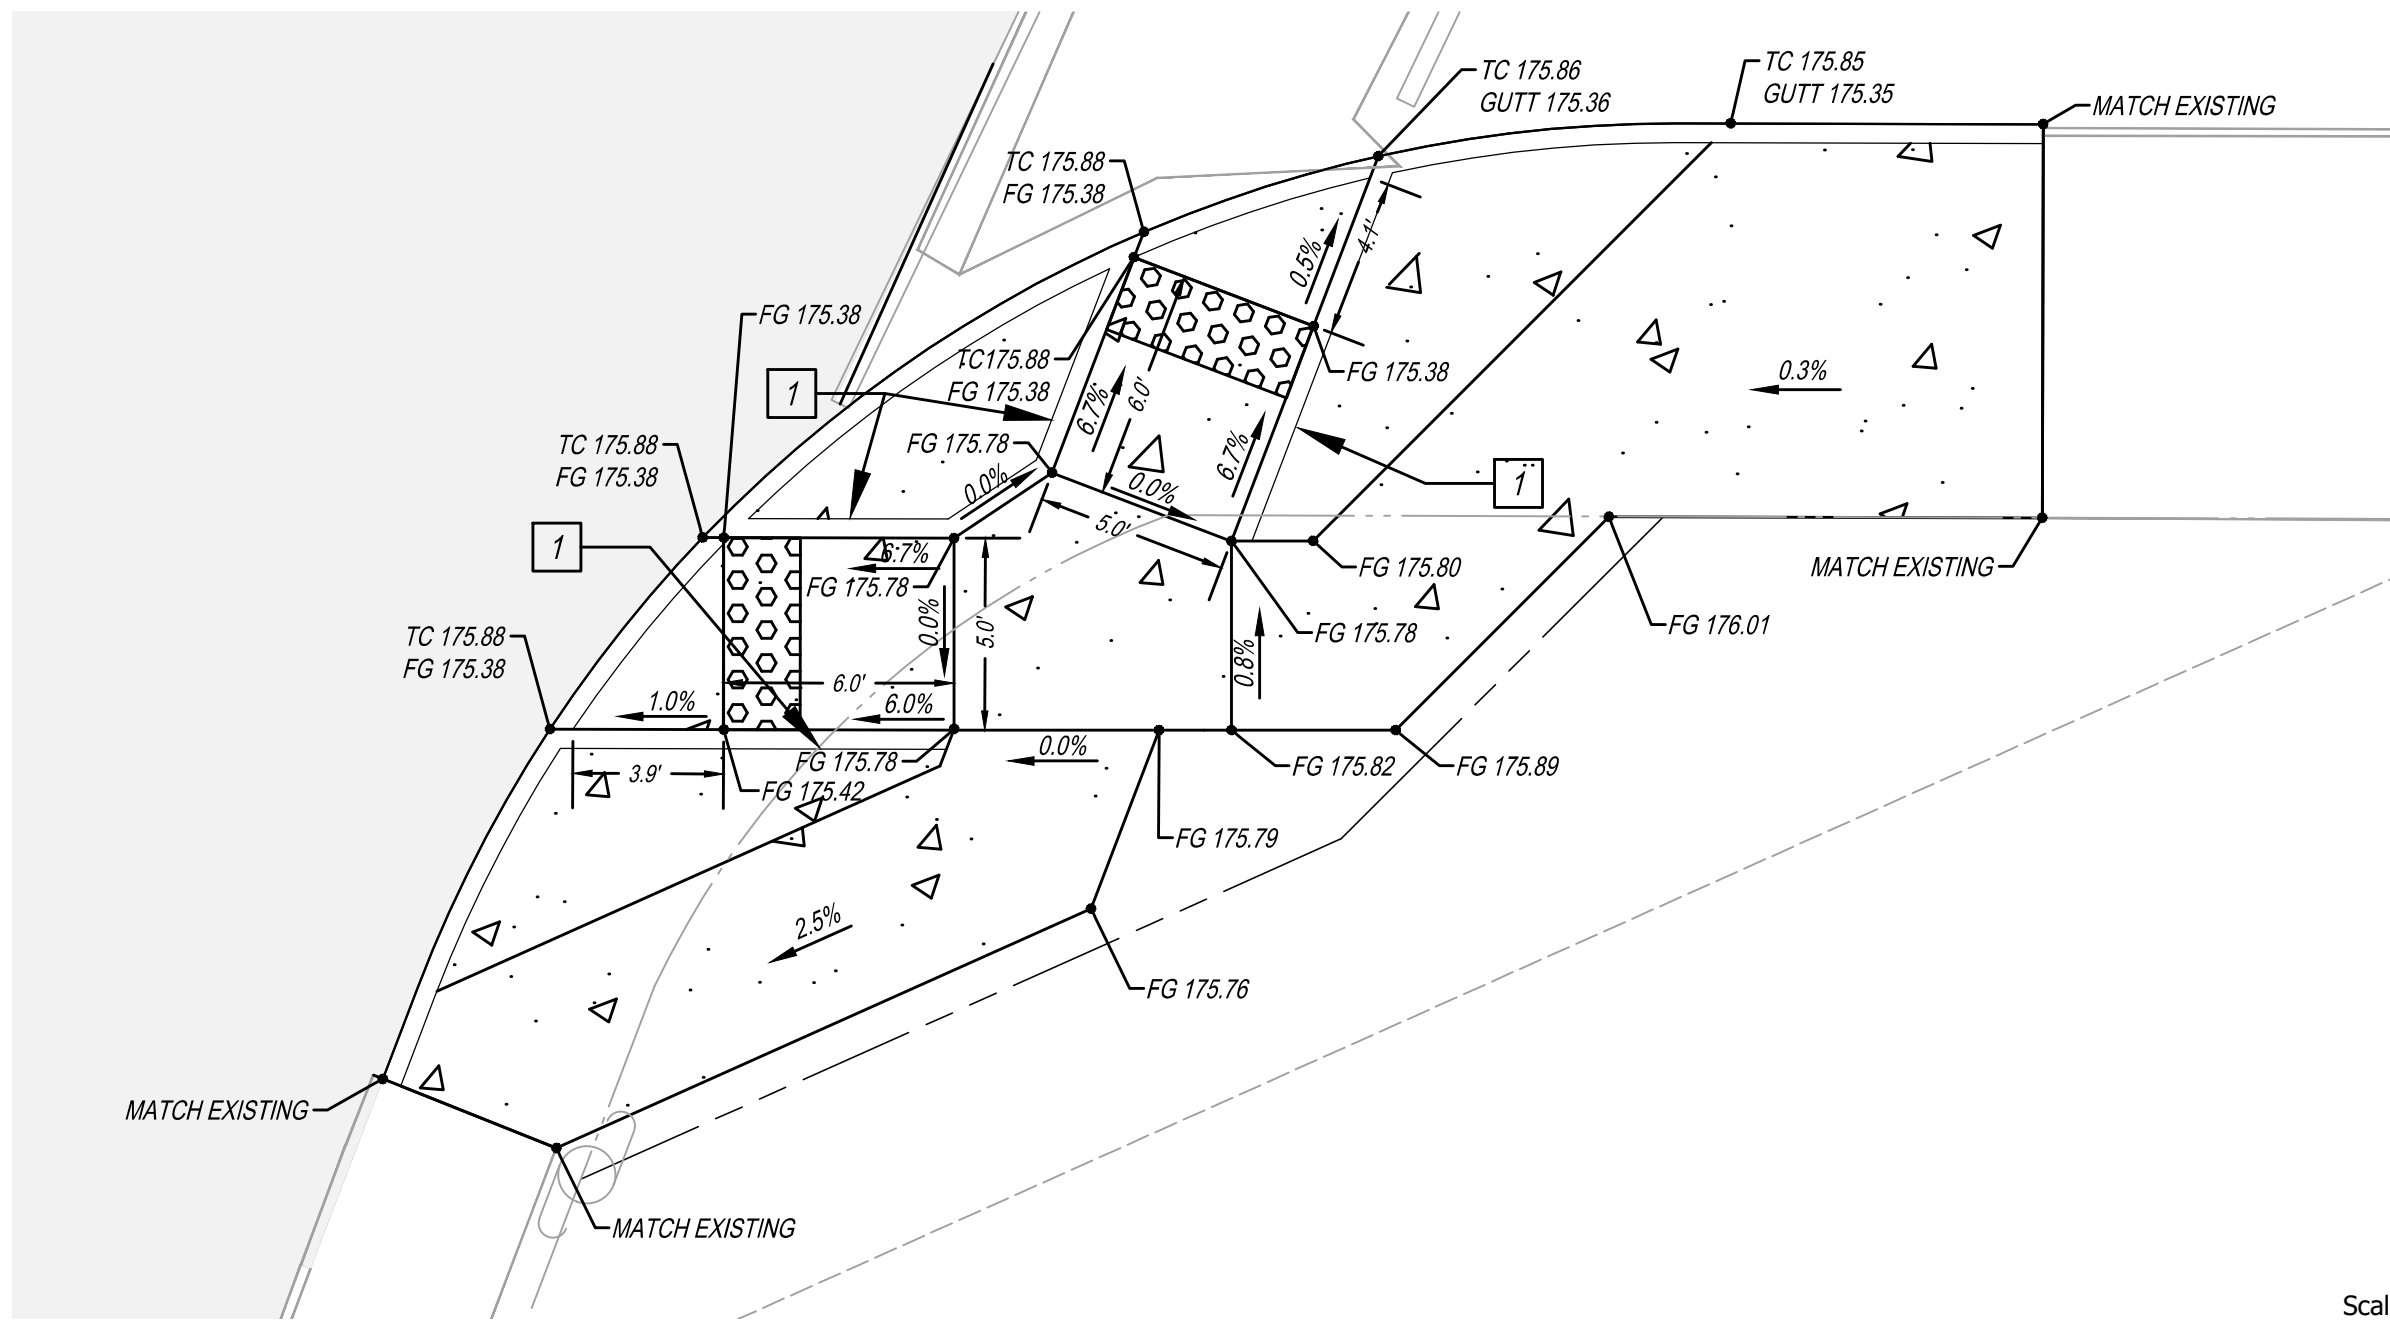 TC 175.86
GUTT 175.36
TC 175.85
GUTT 175.35
MATCH EXISTING
TC 175.88
FG 175.38
0.5%
4.1'
FG 175.38
TC175.88
FG 175.38
1
6.7%
6.0'
FG 175.38
0.3%
TC 175.88
FG 175.38
FG 175.78
0.0%
6.7%
0.0%
5.0'
1
1
6.7%
FG 175.78
0.0%
5.0'
FG 175.80
MATCH EXISTING
TC 175.88
FG 175.38
FG 175.78
FG 176.01
0.8%
6.0'
1.0%
6.0%
0.0%
3.9'
FG 175.78
FG 175.42
FG 175.82
FG 175.89
FG 175.79
2.5%
FG 175.76
MATCH EXISTING
MATCH EXISTING
Scal